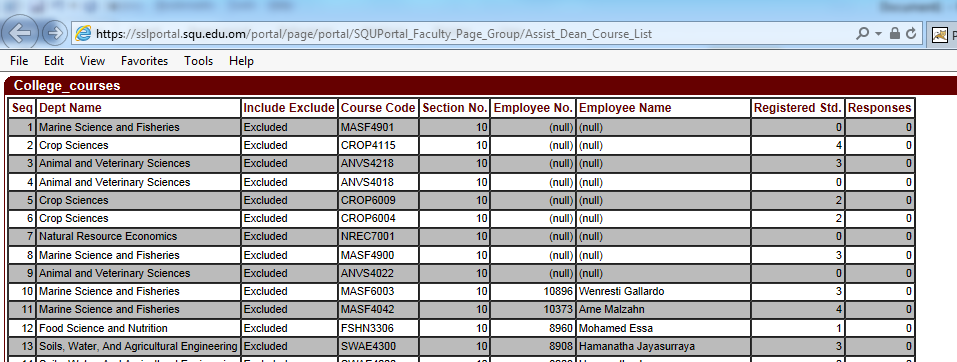 https://sslportal.squ.edu.om/portal/page/portal/SQUPortal_Faculty_Page_Group/Assist_Dean_Course_List
File Edit View Favorites Tools Help
College_courses
Seq Dept Name Include Exclude Course Code Section No. Employee No. Employee Name Registered Std. Responses
1 Marine Science and Fisheries Excluded MASF4901 10 (null) (null) 0 0
2 Crop Sciences Excluded CROP4115 10 (null) (null) 4 0
3 Animal and Veterinary Sciences Excluded ANVS4218 10 (null) (null) 3 0
4 Animal and Veterinary Sciences Excluded ANVS4018 10 (null) (null) 0 0
5 Crop Sciences Excluded CROP6009 10 (null) (null) 2 0
6 Crop Sciences Excluded CROP6004 10 (null) (null) 2 0
7 Natural Resource Economics Excluded NREC7001 10 (null) (null) 0 0
8 Marine Science and Fisheries Excluded MASF4900 10 (null) (null) 3 0
9 Animal and Veterinary Sciences Excluded ANVS4022 10 (null) (null) 0 0
10 Marine Science and Fisheries Excluded MASF6003 10 10896 Wenresti Gallardo 3 0
11 Marine Science and Fisheries Excluded MASF4042 10 10373 Arne Malzahn 4 0
12 Food Science and Nutrition Excluded FSHN3306 10 8960 Mohamed Essa 1 0
13 Soils, Water, And Agricultural Engineering Excluded SWAE4300 10 8908 Hamanatha Jayasurraya 3 0